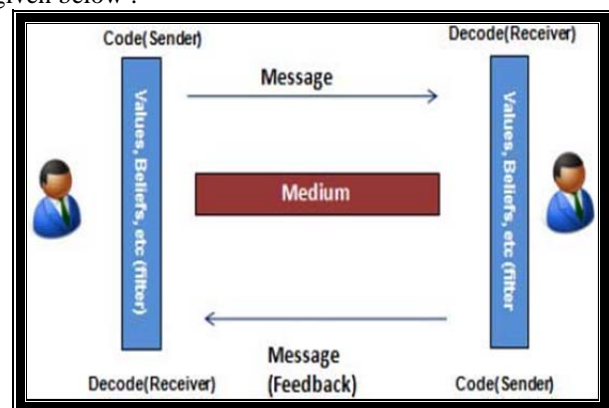 given below :
Code(Sender)
Decode(Receiver)
Message
Values, Beliefs, etc (filter)
Medium
Values, Beliefs, etc (filter
Message
(Feedback)
Decode(Receiver)
Code(Sender)